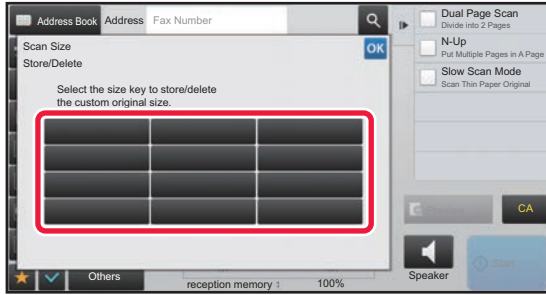 Address Book Address Fax Number
Scan Size
OK
Store/Delete
Select the size key to store/delete
the custom original size.
Dual Page Scan
Divide into 2 Pages
N-Up
Put Multiple Pages in A Page
Slow Scan Mode
Scan Thin Paper Original
CA
Start
Speaker
Others
reception memory : 100%